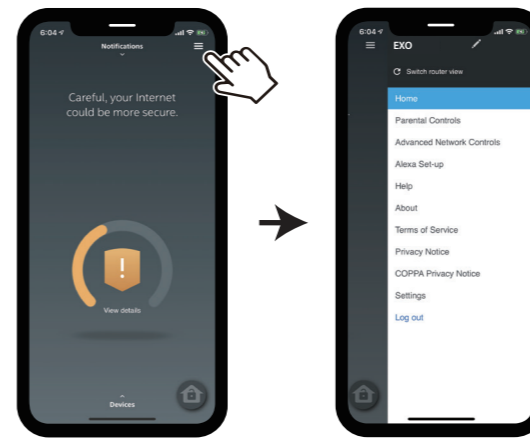 6:04
Notifications
Careful, your Internet
could be more secure.
!
View details
Devices
6:04
EXO
Switch router view
Home
Parental Controls
Advanced Network Controls
Alexa Set-up
Help
About
Terms of Service
Privacy Notice
COPPA Privacy Notice
Settings
Log out